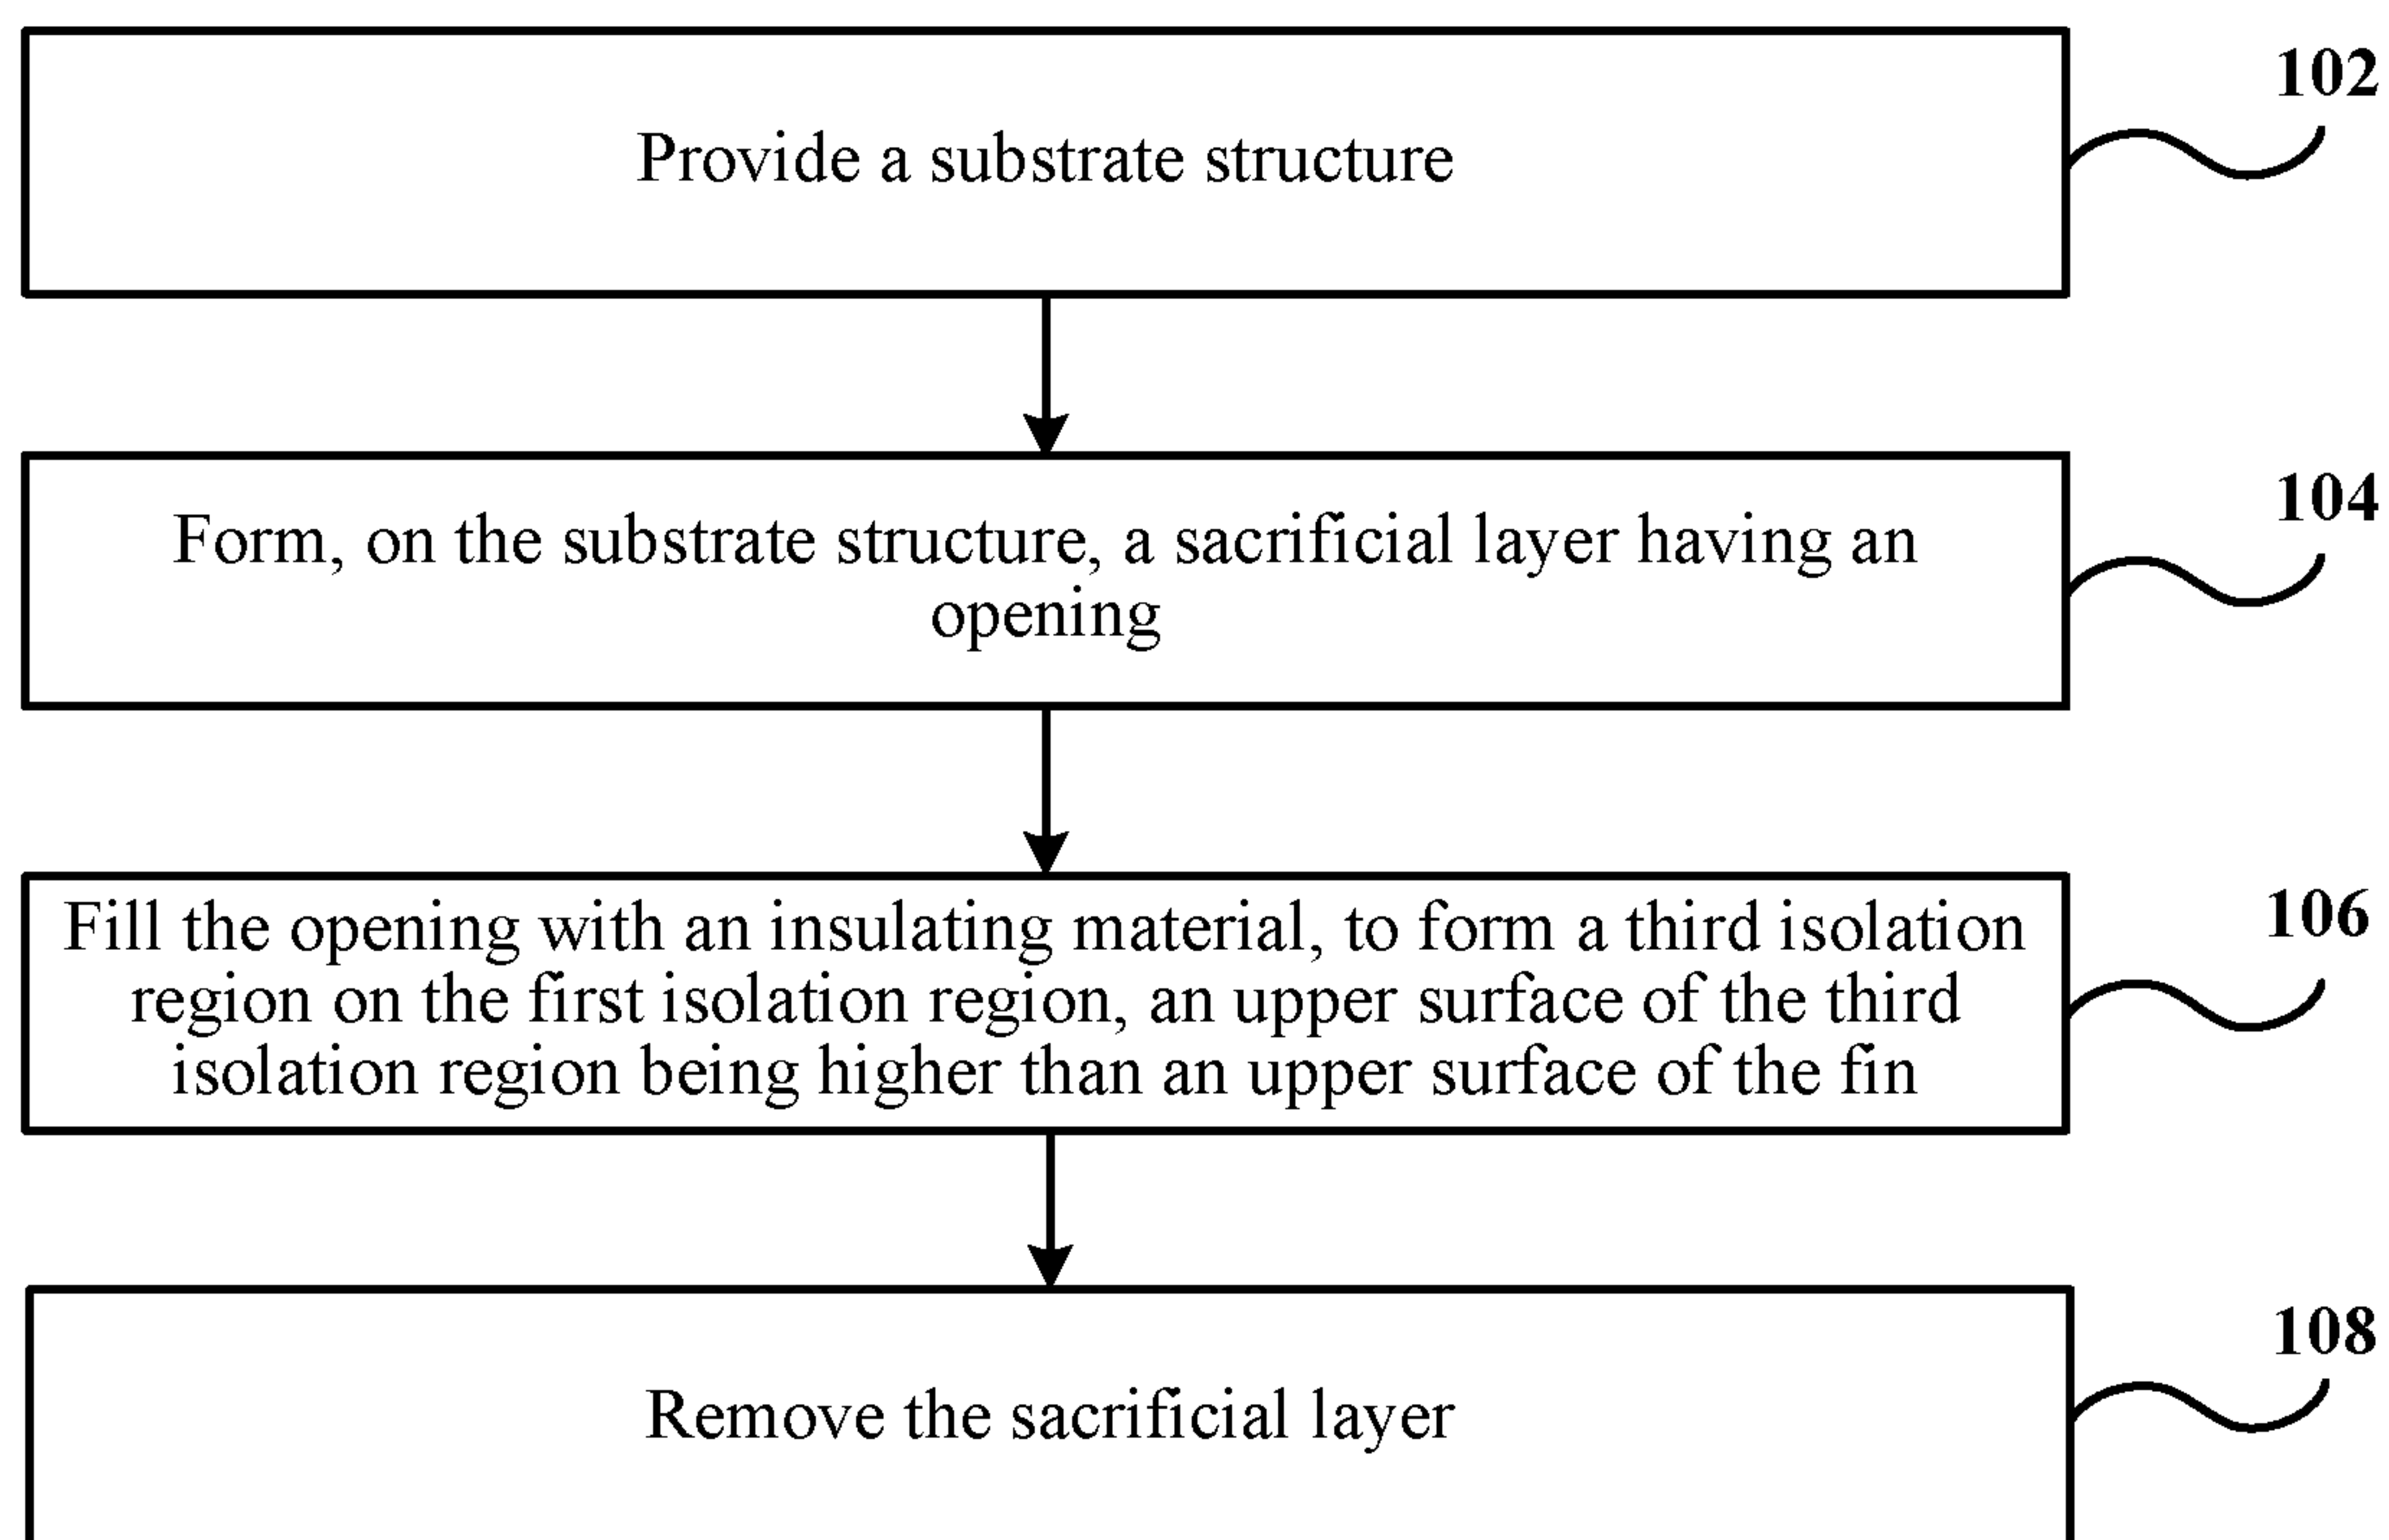 102
Provide a substrate structure
104
Form, on the substrate structure, a sacrificial layer having an
opening
106
Fill the opening with an insulating material, to form a third isolation
region on the first isolation region, an upper surface of the third
isolation region being higher than an upper surface of the fin
108
Remove the sacrificial layer